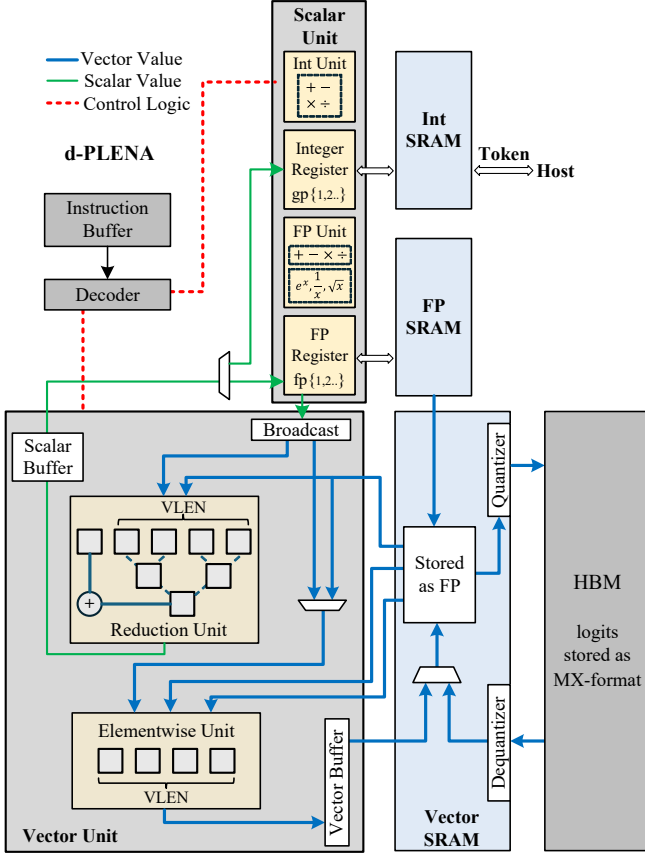 Vector Value
Scalar Value
Control Logic
d-PLENA
Instruction
Buffer
Decoder
Scalar
Unit
Int Unit
+ −
× ÷
Integer
Register
gp{1,2..}
FP Unit
+ − × ÷
e^x, 1/x, √x
FP
Register
fp{1,2..}
Int
SRAM
Token
Host
FP
SRAM
Broadcast
Scalar
Buffer
VLEN
+
Reduction Unit
Elementwise Unit
VLEN
Vector Buffer
Vector Unit
Stored
as FP
Quantizer
Dequantizer
Vector
SRAM
HBM
logits
stored as
MX-format